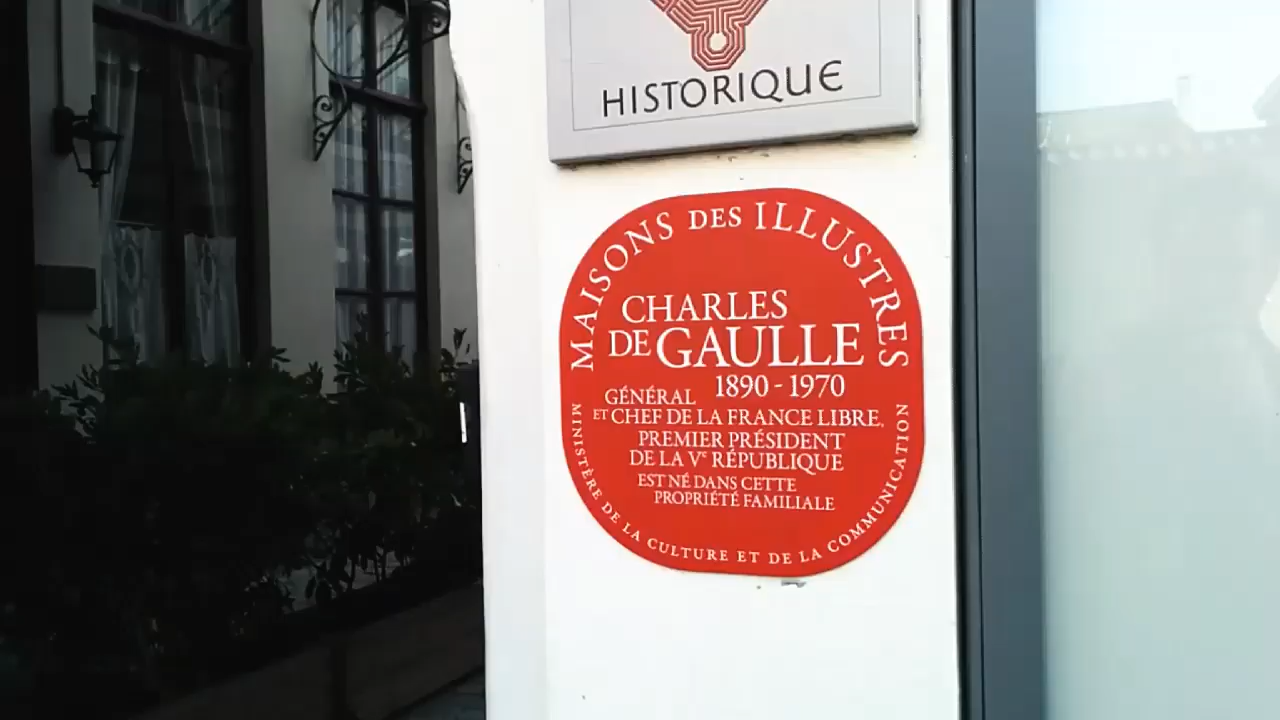 HISTORIQUE
MAISONS DES ILLUSTRES
CHARLES
DE GAULLE
1890 - 1970
GÉNÉRAL
ET CHEF DE LA FRANCE LIBRE,
PREMIER PRÉSIDENT
DE LA Ve RÉPUBLIQUE
EST NÉ DANS CETTE
PROPRIÉTÉ FAMILIALE
MINISTÈRE DE LA CULTURE ET DE LA COMMUNICATION